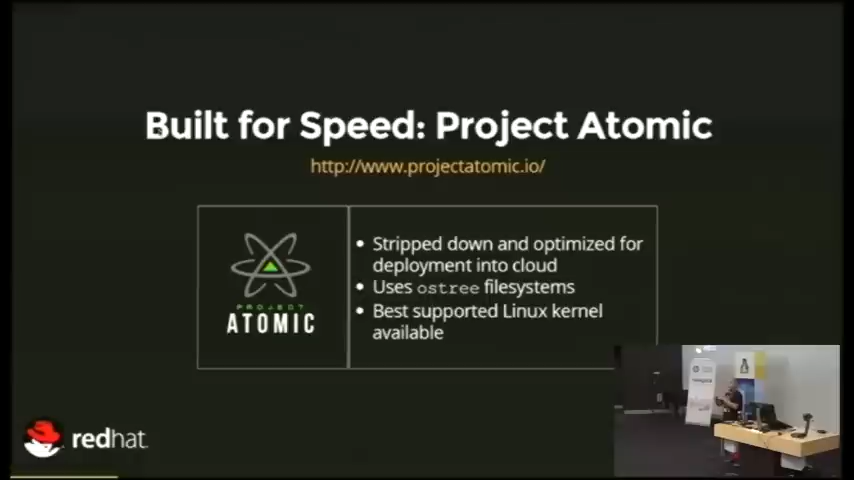 Built for Speed: Project Atomic
http://www.projectatomic.io/
PROJECT
ATOMIC
Stripped down and optimized for
deployment into cloud
Uses ostree filesystems
Best supported Linux kernel
available
redhat.